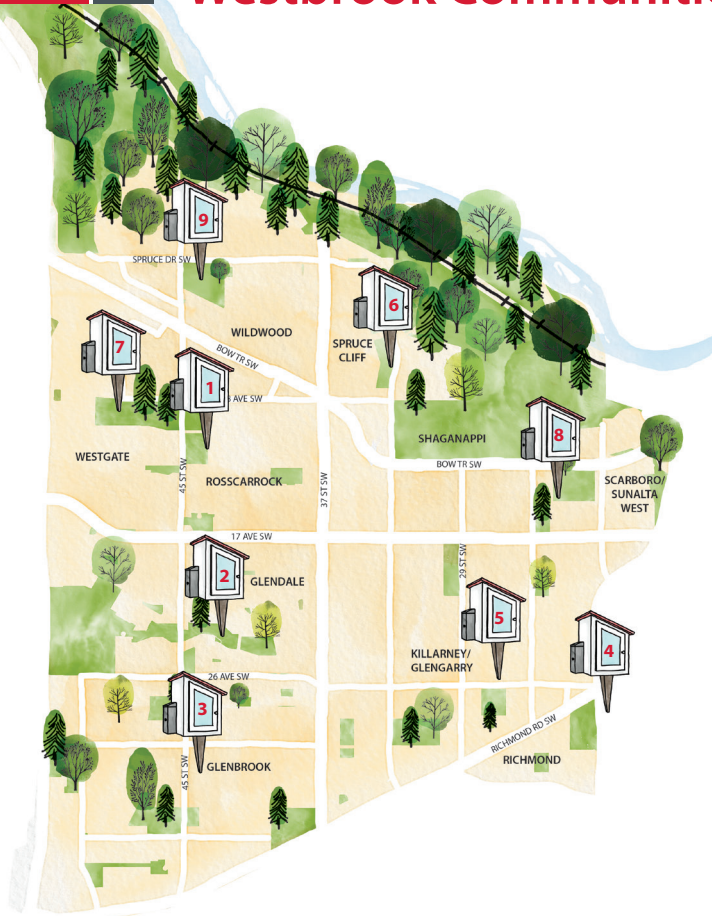 Westbrook Communitie
9
SPRUCE DR SW
6
7
WILDWOOD
SPRUCE
CLIFF
BOW TR SW
1
AVE SW
8
SHAGANAPPI
WESTGATE
BOW TR SW
45 ST SW
ROSSCARROCK
37 ST SW
SCARBORO/
SUNALTA
WEST
17 AVE SW
2
GLENDALE
29 ST SW
5
4
KILLARNEY/
GLENGARRY
26 AVE SW
3
RICHMOND RD SW
RICHMOND
45 ST SW
GLENBROOK